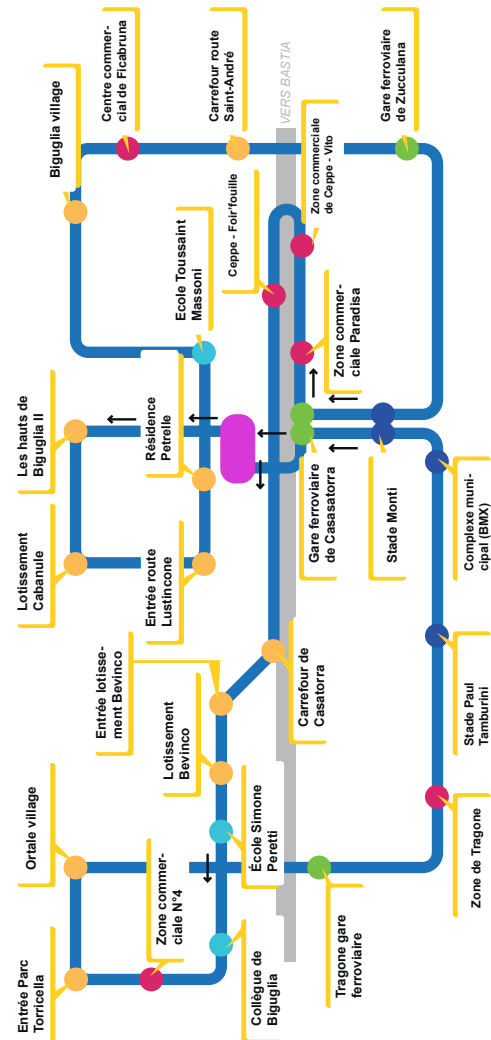 Entrée Parc
Torricella
Ortale village
Zone commer-
ciale N°4
Collègue de
Biguglia
École Simone
Peretti
Lotissement
Bevinco
Entrée lotisse-
ment Bevinco
Carrefour de
Casatorra
Tragone gare
ferroviaire
Zone de Tragone
Stade Paul
Tamburini
Complexe muni-
cipal (BMX)
Stade Monti
Gare ferroviaire
de Casasatorra
Lotissement
Cabanule
Les hauts de
Biguglia II
Entrée route
Lustincone
Résidence
Petrelle
Ecole Toussaint
Massoni
Biguglia village
Centre commer-
cial de Ficabruna
Carrefour route
Saint-André
VERS BASTIA
Ceppe - Foir'fouille
Zone commerciale
de Ceppe - Vito
Zone commer-
ciale Paradisa
Gare ferroviaire
de Zucculana